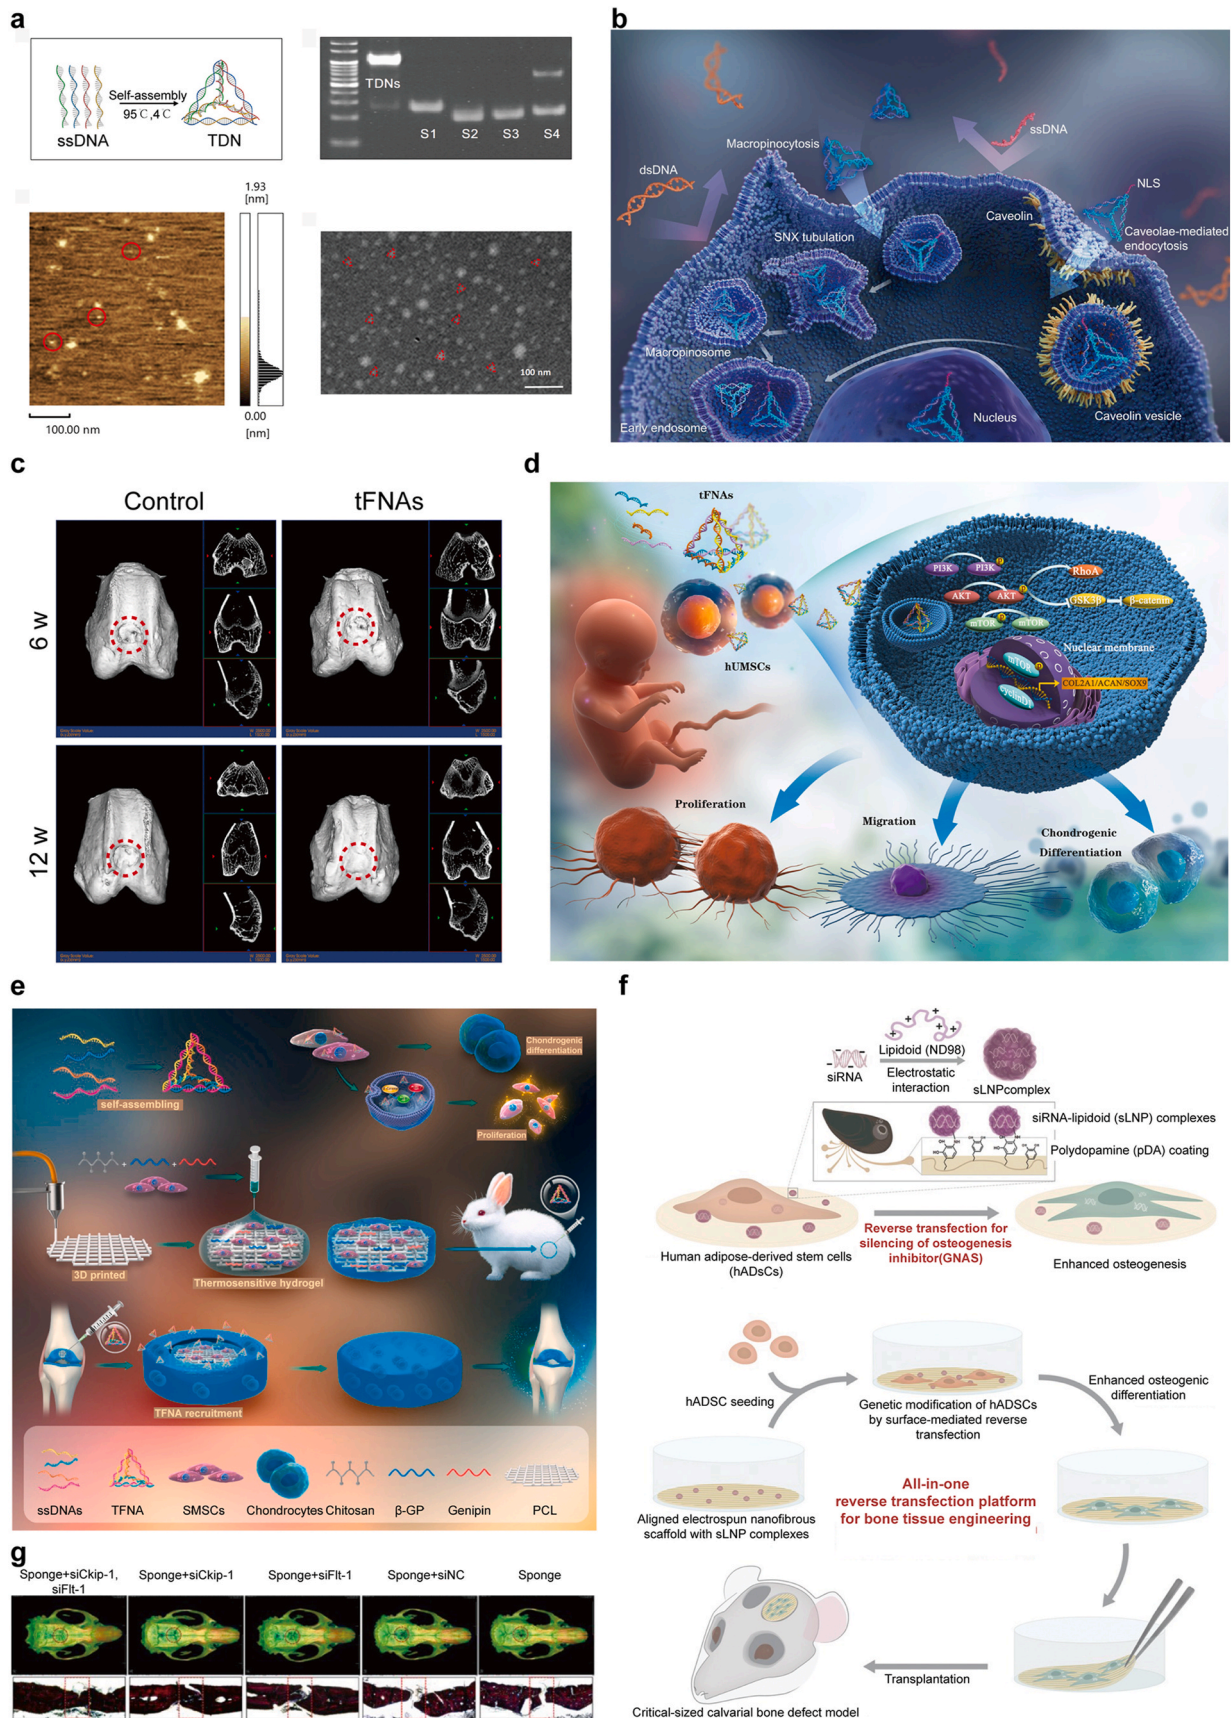 a
Self-assembly
95℃,4℃
ssDNA
TDN
TDNs
S1
S2
S3
S4
1.93
[nm]
0.00
[nm]
100.00 nm
100 nm
b
ssDNA
Macropinocytosis
dsDNA
NLS
Caveolin
Caveolae-mediated
endocytosis
SNX tubulation
Macropinosome
Early endosome
Nucleus
Caveolin vesicle
c
Control
tFNAs
6 w
12 w
d
tFNAs
hUMSCs
PI3K
PI3K
P
RhoA
AKT
AKT
P
GSK3β
β-catenin
mTOR
mTOR
P
Nuclear membrane
mTOR
P
CyclinD1
COL2A1/ACAN/SOX9
Proliferation
Migration
Chondrogenic
Differentiation
e
self-assembling
Chondrogenic
differentiation
Proliferation
3D printed
Thermosensitive hydrogel
TFNA recruitment
ssDNAs
TFNA
SMSCs
Chondrocytes
Chitosan
β-GP
Genipin
PCL
f
siRNA
Lipidoid (ND98)
Electrostatic
interaction
sLNPcomplex
siRNA-lipidoid (sLNP) complexes
Polydopamine (pDA) coating
Human adipose-derived stem cells
(hADsCs)
Reverse transfection for
silencing of osteogenesis
inhibitor(GNAS)
Enhanced osteogenesis
hADSC seeding
Genetic modification of hADSCs
by surface-mediated reverse
transfection
Enhanced osteogenic
differentiation
Aligned electrospun nanofibrous
scaffold with sLNP complexes
All-in-one
reverse transfection platform
for bone tissue engineering
Transplantation
Critical-sized calvarial bone defect model
g
Sponge+siCkip-1,
siFlt-1
Sponge+siCkip-1
Sponge+siFlt-1
Sponge+siNC
Sponge